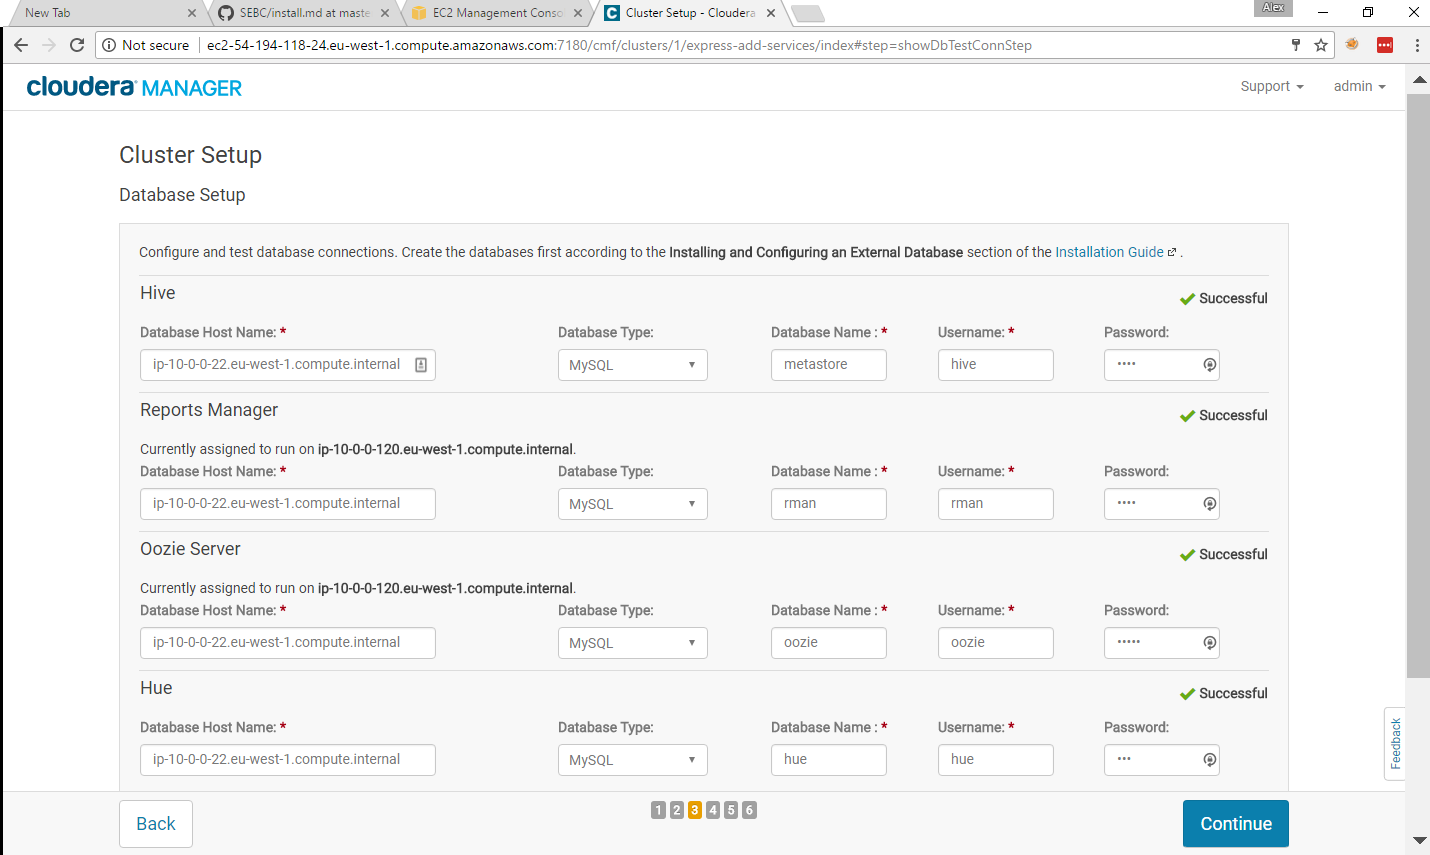 New Tab
SEBC/install.md at maste
EC2 Management Conso
Cluster Setup - Cloudera
Alex
Not secure
ec2-54-194-118-24.eu-west-1.compute.amazonaws.com:7180/cmf/clusters/1/express-add-services/index#step=showDbTestConnStep
cloudera MANAGER
Support
admin
Cluster Setup
Database Setup
Configure and test database connections. Create the databases first according to the Installing and Configuring an External Database section of the Installation Guide .
Hive
Successful
Database Host Name: * Database Type: Database Name : * Username: * Password:
ip-10-0-0-22.eu-west-1.compute.internal MySQL metastore hive ••••
Reports Manager
Successful
Currently assigned to run on ip-10-0-0-120.eu-west-1.compute.internal.
Database Host Name: * Database Type: Database Name : * Username: * Password:
ip-10-0-0-22.eu-west-1.compute.internal MySQL rman rman ••••
Oozie Server
Successful
Currently assigned to run on ip-10-0-0-120.eu-west-1.compute.internal.
Database Host Name: * Database Type: Database Name : * Username: * Password:
ip-10-0-0-22.eu-west-1.compute.internal MySQL oozie oozie •••••
Hue
Successful
Database Host Name: * Database Type: Database Name : * Username: * Password:
ip-10-0-0-22.eu-west-1.compute.internal MySQL hue hue •••
Feedback
Back
1 2 3 4 5 6
Continue